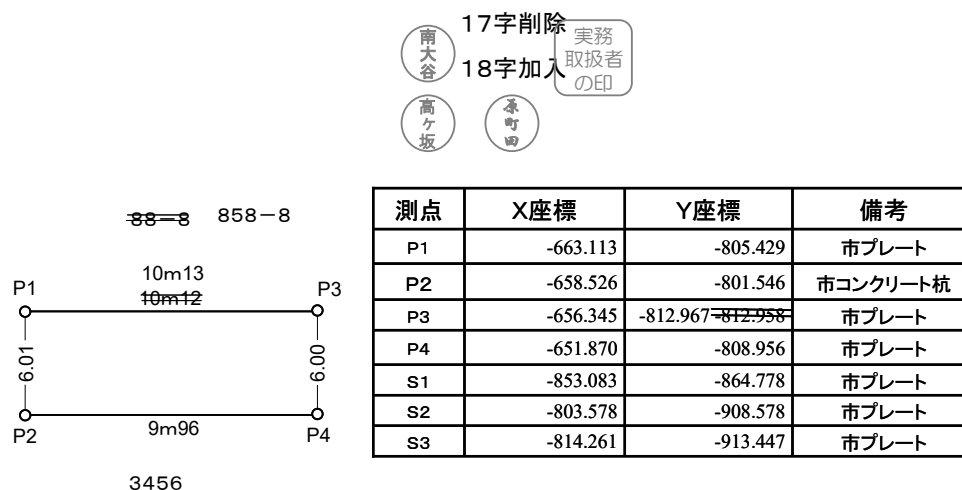 17字削除
18字加入
南大谷
実務
取扱者
の印
高ヶ坂
原町田
88-8 858-8
10m13
10m12
P1 P3
6.01 6.00
P2 9m96 P4
3456
測点 X座標 Y座標 備考
P1 -663.113 -805.429 市プレート
P2 -658.526 -801.546 市コンクリート杭
P3 -656.345 -812.967 -812.958 市プレート
P4 -651.870 -808.956 市プレート
S1 -853.083 -864.778 市プレート
S2 -803.578 -908.578 市プレート
S3 -814.261 -913.447 市プレート